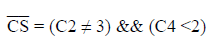 C̅S̅ = (C2 ≠ 3) && (C4 <2)